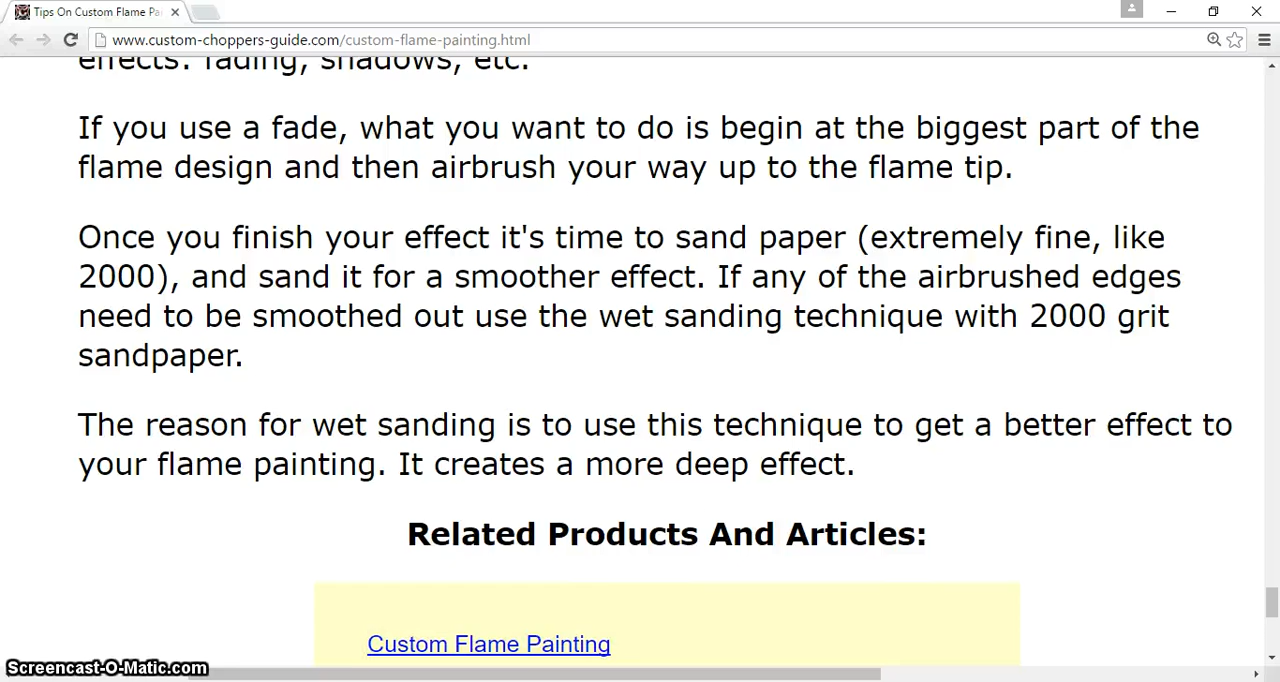 Tips On Custom Flame Pa
www.custom-choppers-guide.com/custom-flame-painting.html
effects: fading, shadows, etc.
If you use a fade, what you want to do is begin at the biggest part of the
flame design and then airbrush your way up to the flame tip.
Once you finish your effect it's time to sand paper (extremely fine, like
2000), and sand it for a smoother effect. If any of the airbrushed edges
need to be smoothed out use the wet sanding technique with 2000 grit
sandpaper.
The reason for wet sanding is to use this technique to get a better effect to
your flame painting. It creates a more deep effect.
Related Products And Articles:
Custom Flame Painting
Screencast-O-Matic.com